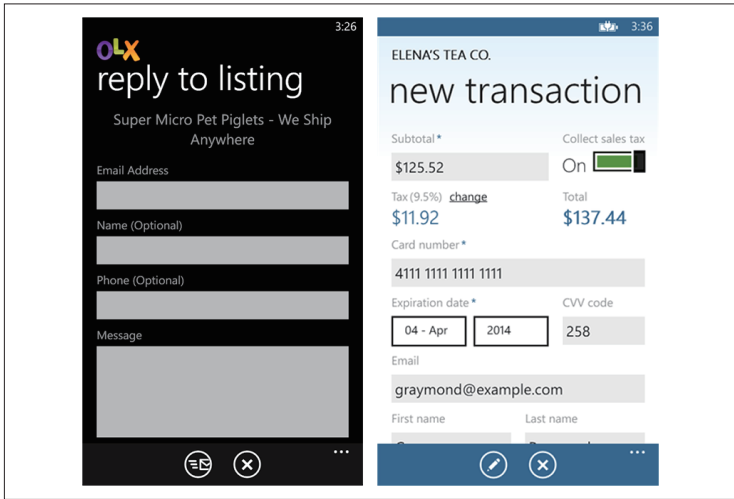 3:26
OLX
reply to listing
Super Micro Pet Piglets - We Ship
Anywhere
Email Address
Name (Optional)
Phone (Optional)
Message
3:36
ELENA'S TEA CO.
new transaction
Subtotal * Collect sales tax
$125.52 On
Tax (9.5%) change Total
$11.92 $137.44
Card number *
4111 1111 1111 1111
Expiration date * CVV code
04 - Apr 2014 258
Email
graymond@example.com
First name Last name